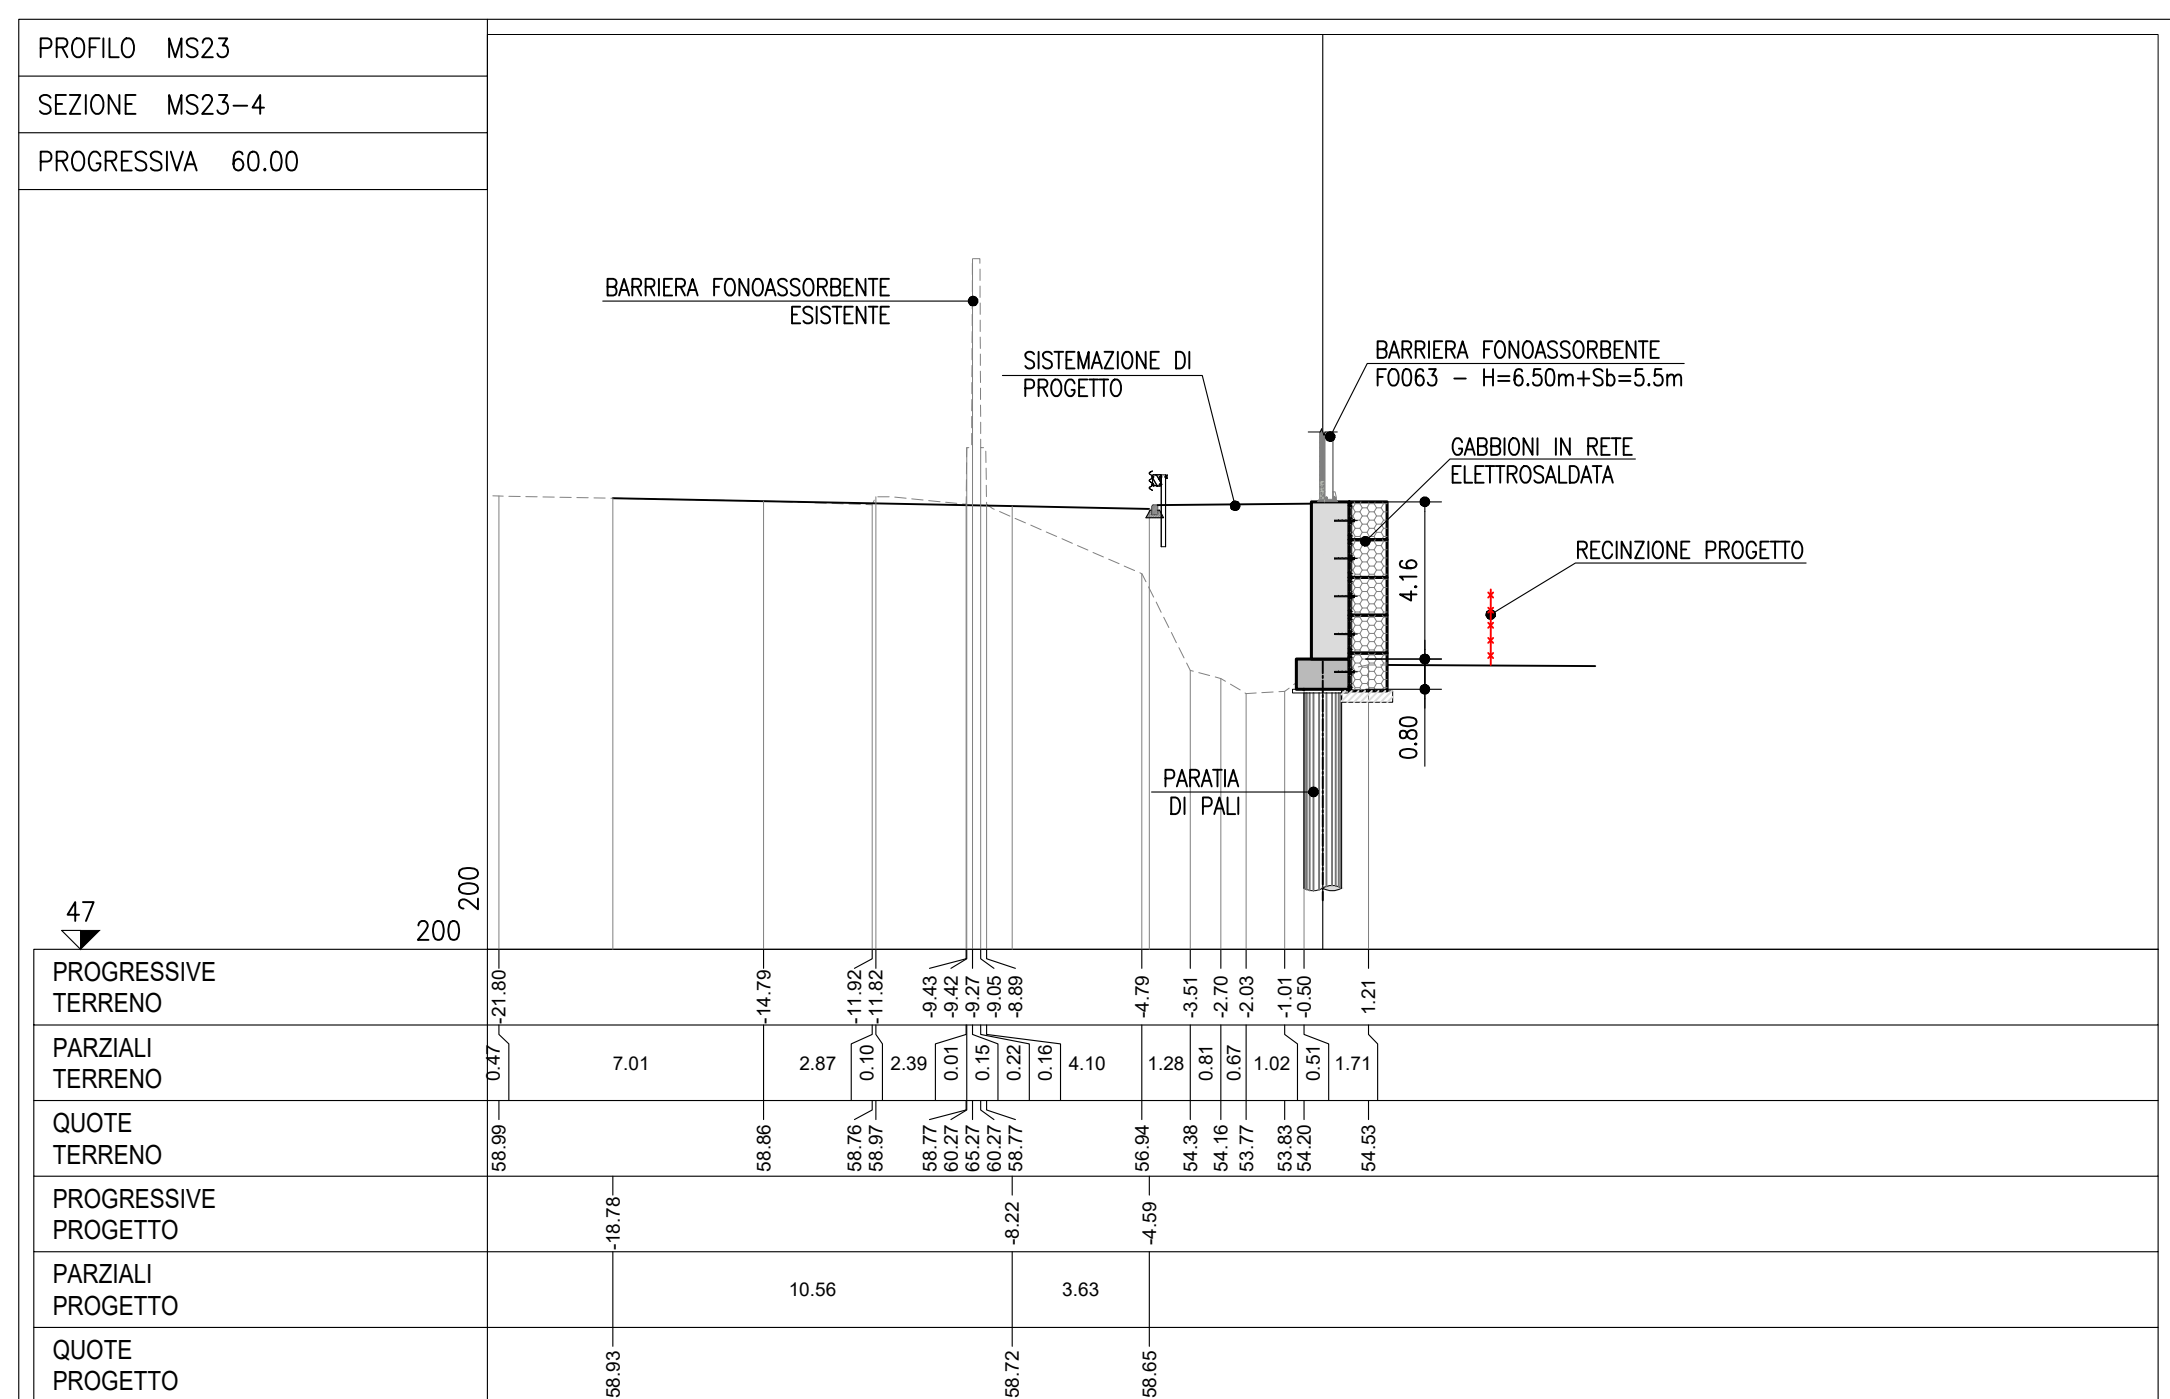 PROFILO MS23
SEZIONE MS23-4
PROGRESSIVA 60.00
BARRIERA FONOASSORBENTE
ESISTENTE
SISTEMAZIONE DI
PROGETTO
BARRIERA FONOASSORBENTE
FO063 - H=6.50m+Sb=5.5m
GABBIONI IN RETE
ELETTROSALDATA
RECINZIONE PROGETTO
4.16
0.80
PARATIA
DI PALI
47
200
200
PROGRESSIVE
TERRENO
-21.80 -14.79 -11.92 -11.82 -9.43 -9.42 -9.27 -9.05 -8.89 -4.79 -3.51 -2.70 -2.03 -1.01 -0.50 1.21
PARZIALI
TERRENO
0.47 7.01 2.87 0.10 2.39 0.01 0.15 0.22 0.16 4.10 1.28 0.81 0.67 1.02 0.51 1.71
QUOTE
TERRENO
58.99 58.86 58.76 58.97 58.77 60.27 65.27 60.27 58.77 56.94 54.38 54.16 53.77 53.83 54.20 54.53
PROGRESSIVE
PROGETTO
-18.78 -8.22 -4.59
PARZIALI
PROGETTO
10.56 3.63
QUOTE
PROGETTO
58.93 58.72 58.65